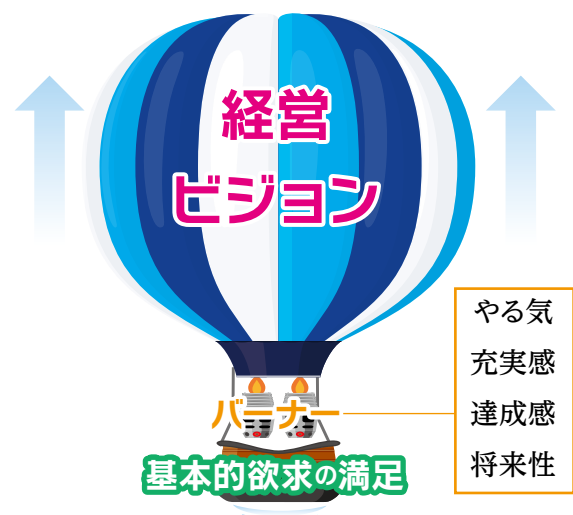 経営
ビジョン
バーナー
やる気
充実感
達成感
将来性
基本的欲求の満足